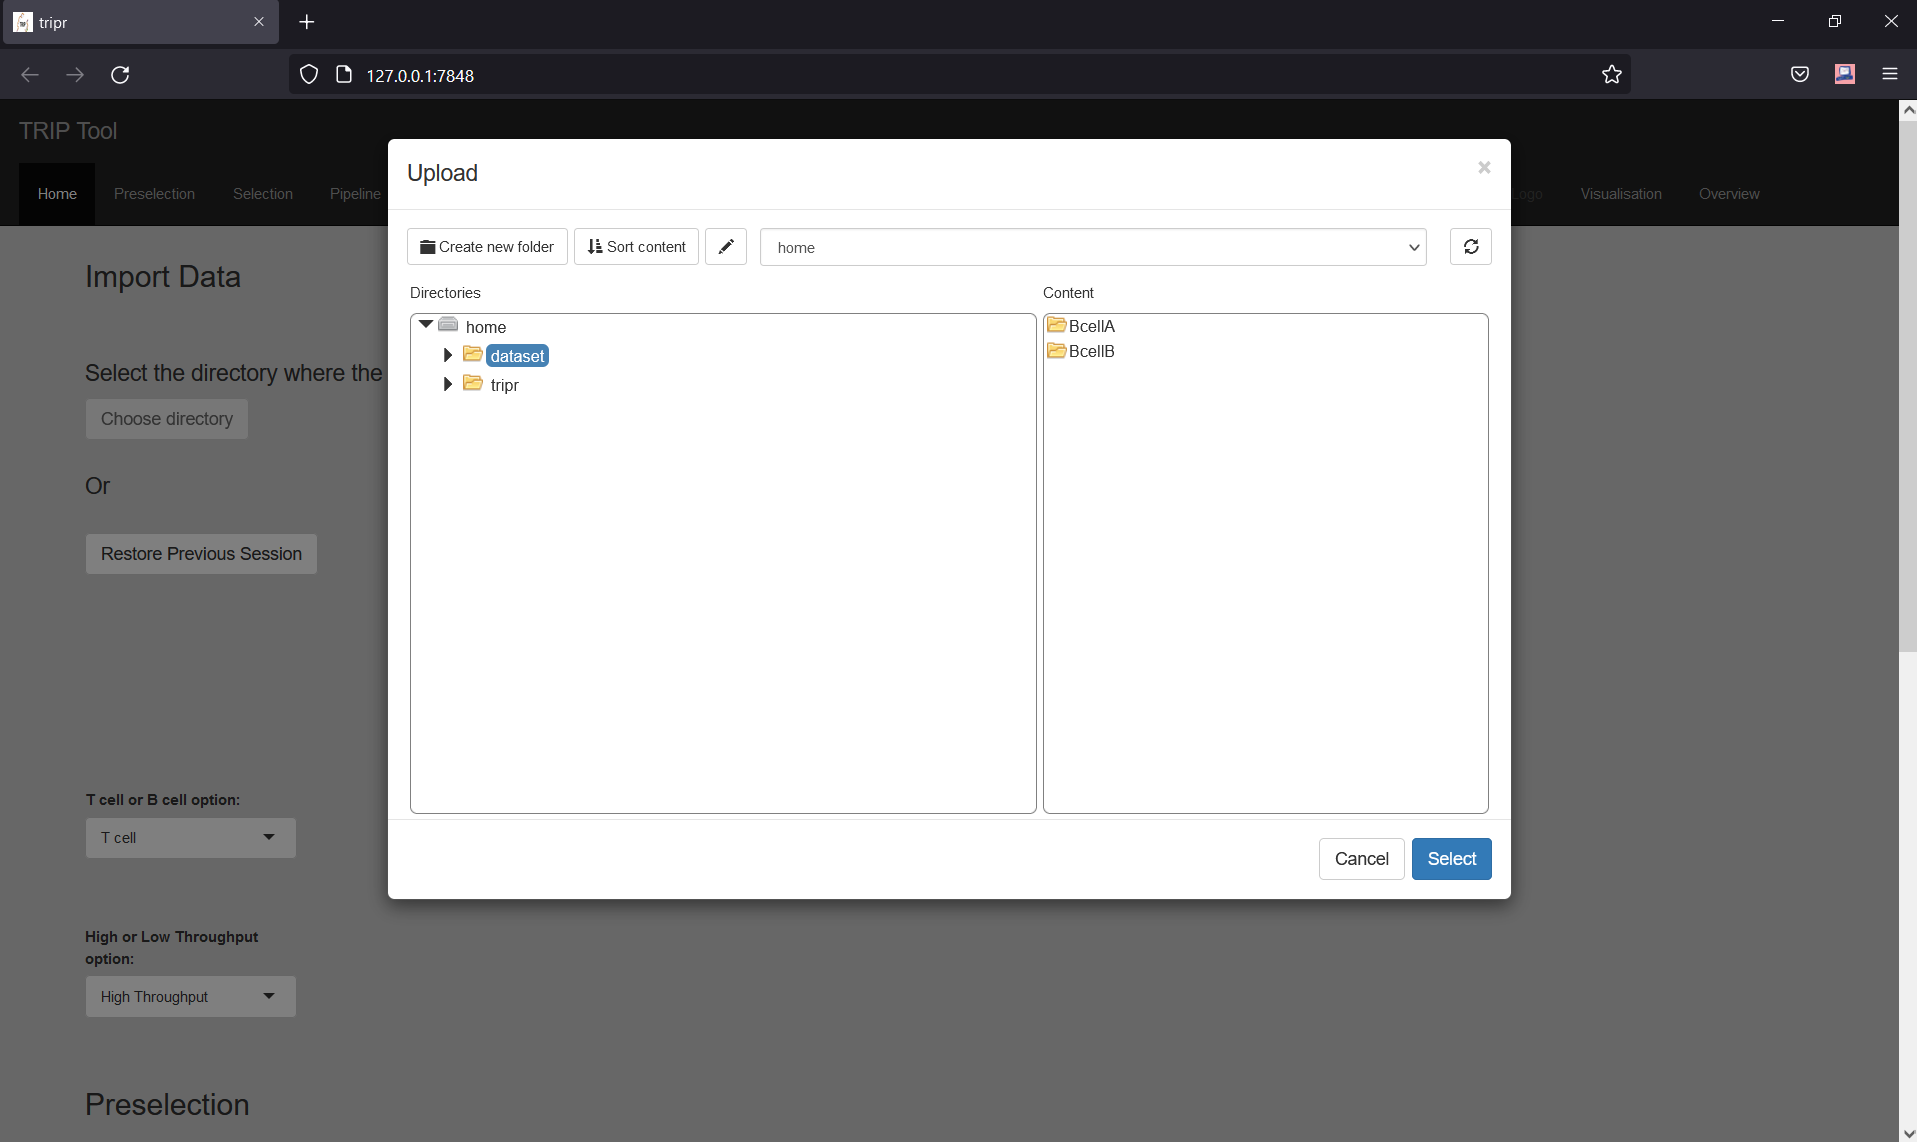 tripr
127.0.0.1:7848
TRIP Tool
Home Preselection Selection Pipeline Logo Visualisation Overview
Upload
Create new folder Sort content home
Directories Content
home
dataset
tripr
BcellA
BcellB
Import Data
Select the directory where the
Choose directory
Or
Restore Previous Session
T cell or B cell option:
T cell
Cancel Select
High or Low Throughput
option:
High Throughput
Preselection